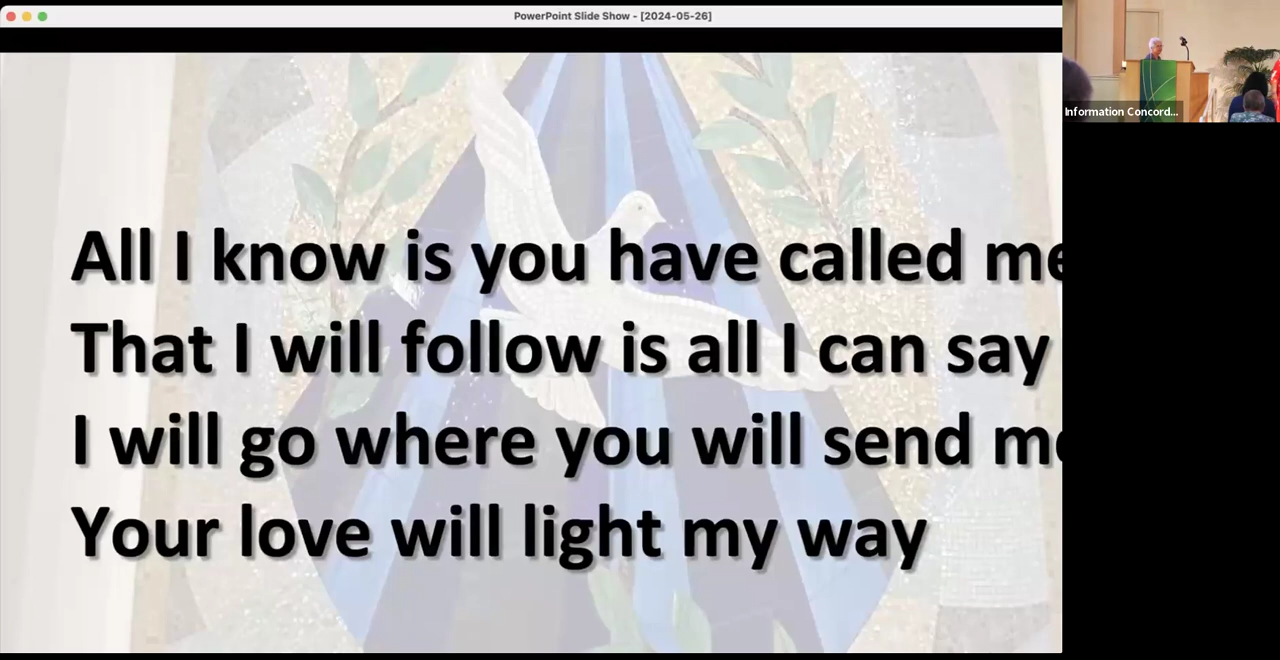 PowerPoint Slide Show - [2024-05-26]
Information Concord...
All I know is you have called me
That I will follow is all I can say
I will go where you will send me
Your love will light my way